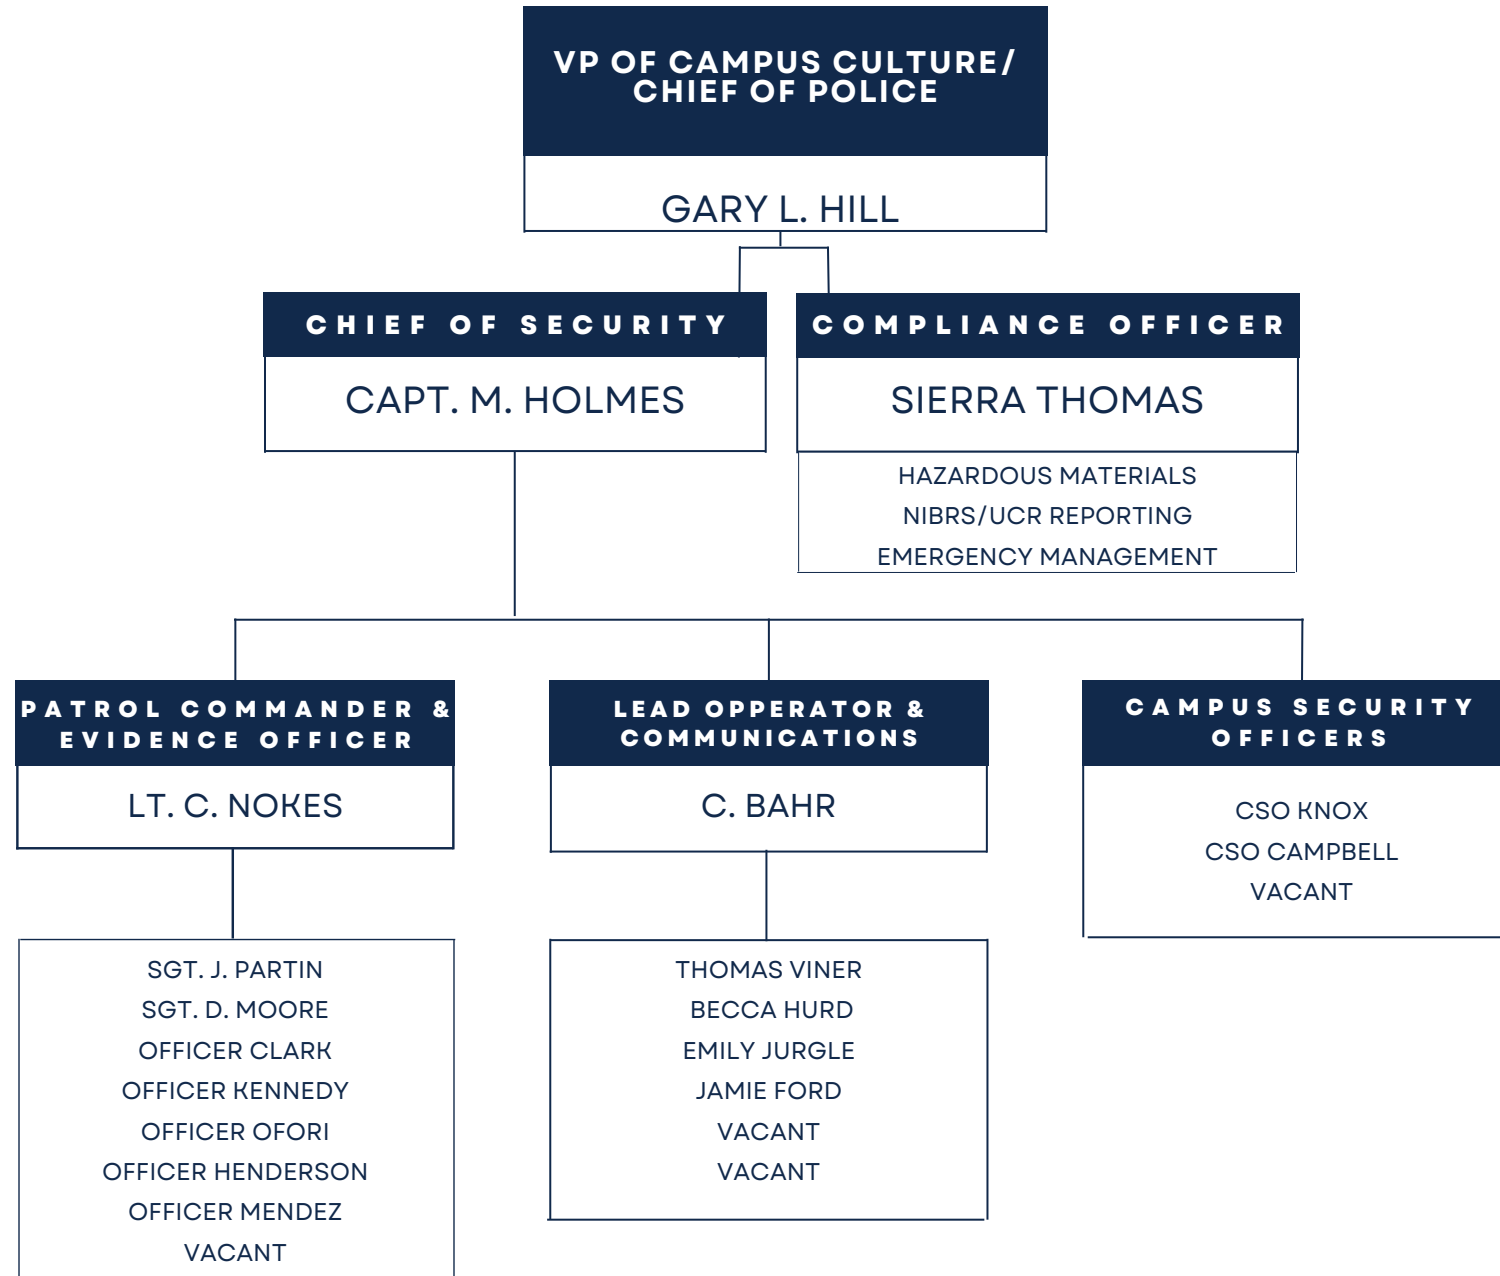 VP OF CAMPUS CULTURE/
CHIEF OF POLICE
GARY L. HILL
CHIEF OF SECURITY
CAPT. M. HOLMES
COMPLIANCE OFFICER
SIERRA THOMAS
HAZARDOUS MATERIALS
NIBRS/UCR REPORTING
EMERGENCY MANAGEMENT
PATROL COMMANDER &
EVIDENCE OFFICER
LT. C. NOKES
SGT. J. PARTIN
SGT. D. MOORE
OFFICER CLARK
OFFICER KENNEDY
OFFICER OFORI
OFFICER HENDERSON
OFFICER MENDEZ
VACANT
LEAD OPPERATOR &
COMMUNICATIONS
C. BAHR
THOMAS VINER
BECCA HURD
EMILY JURGLE
JAMIE FORD
VACANT
VACANT
CAMPUS SECURITY
OFFICERS
CSO KNOX
CSO CAMPBELL
VACANT